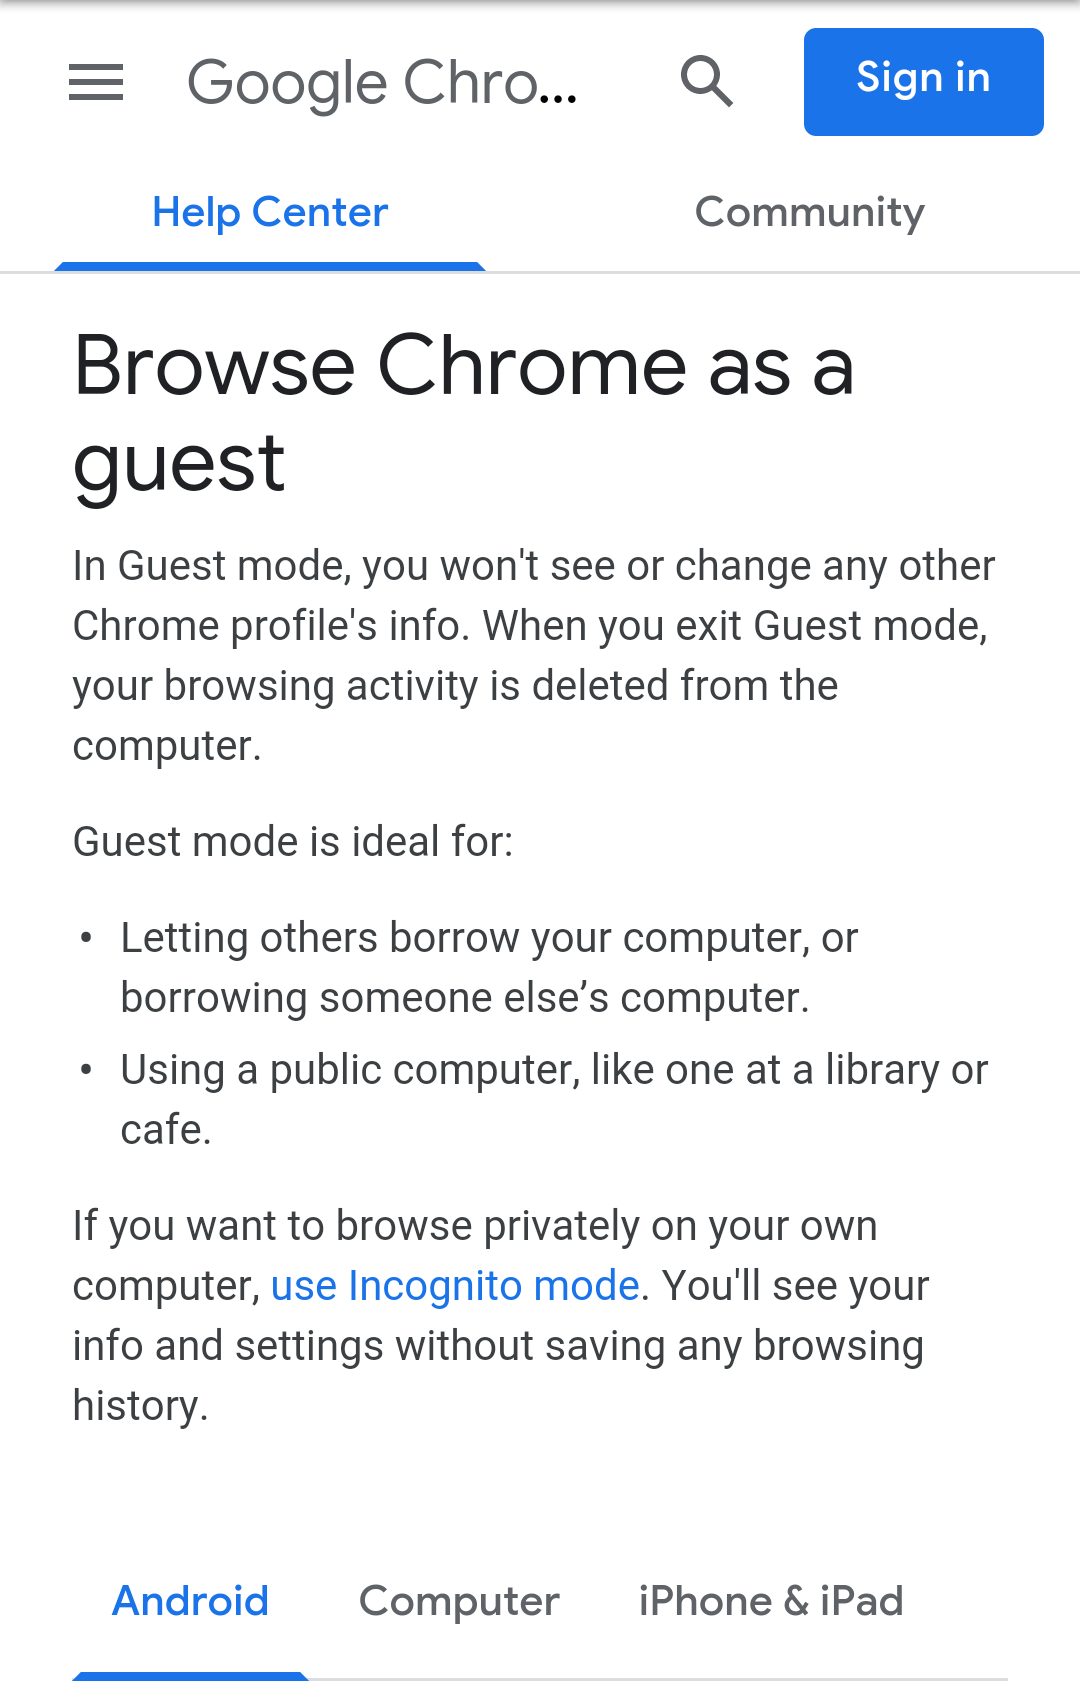 Google Chro...
Sign in
Help Center
Community
Browse Chrome as a
guest
In Guest mode, you won't see or change any other
Chrome profile's info. When you exit Guest mode,
your browsing activity is deleted from the
computer.
Guest mode is ideal for:
• Letting others borrow your computer, or
borrowing someone else’s computer.
• Using a public computer, like one at a library or
cafe.
If you want to browse privately on your own
computer, use Incognito mode. You'll see your
info and settings without saving any browsing
history.
Android
Computer
iPhone & iPad